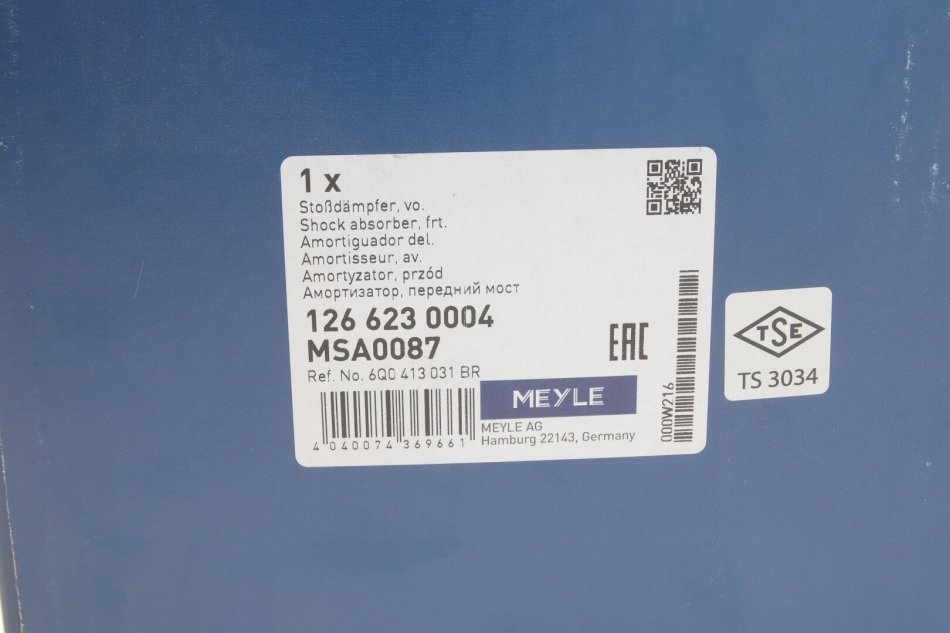 1 x
Stoßdämpfer, vo.
Shock absorber, frt.
Amortiguador del.
Amortisseur, av.
Amortyzator, przód
Амортизатор, передний мост
126 623 0004
MSA0087
Ref. No. 6Q0 413 031 BR
4 040074 369661
MEYLE
MEYLE AG
Hamburg 22143, Germany
EAC
000W216
TSE
TS 3034